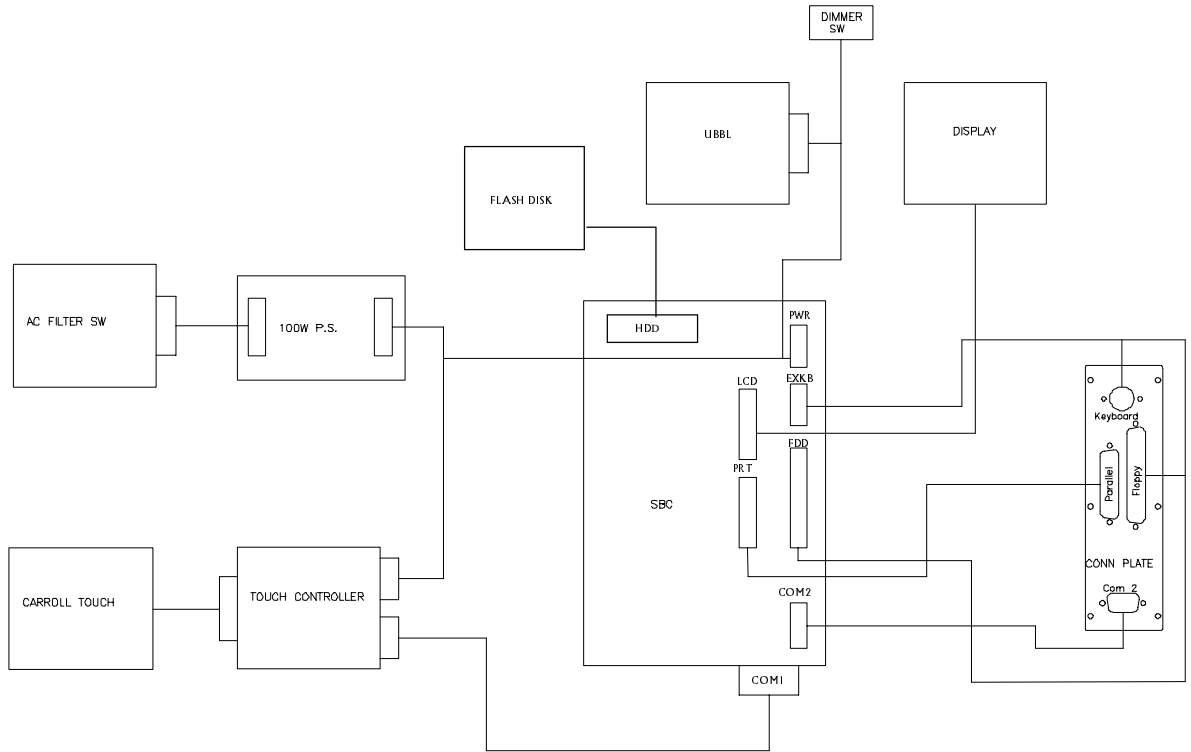 DIMMER
SW
UBBL
DISPLAY
FLASH DISK
AC FILTER SW
100W P.S.
HDD
PWR
EXKB
LCD
FDD
PRT
SBC
COM2
COM1
Keyboard
Parallel
Floppy
CONN PLATE
Com 2
CARROLL TOUCH
TOUCH CONTROLLER